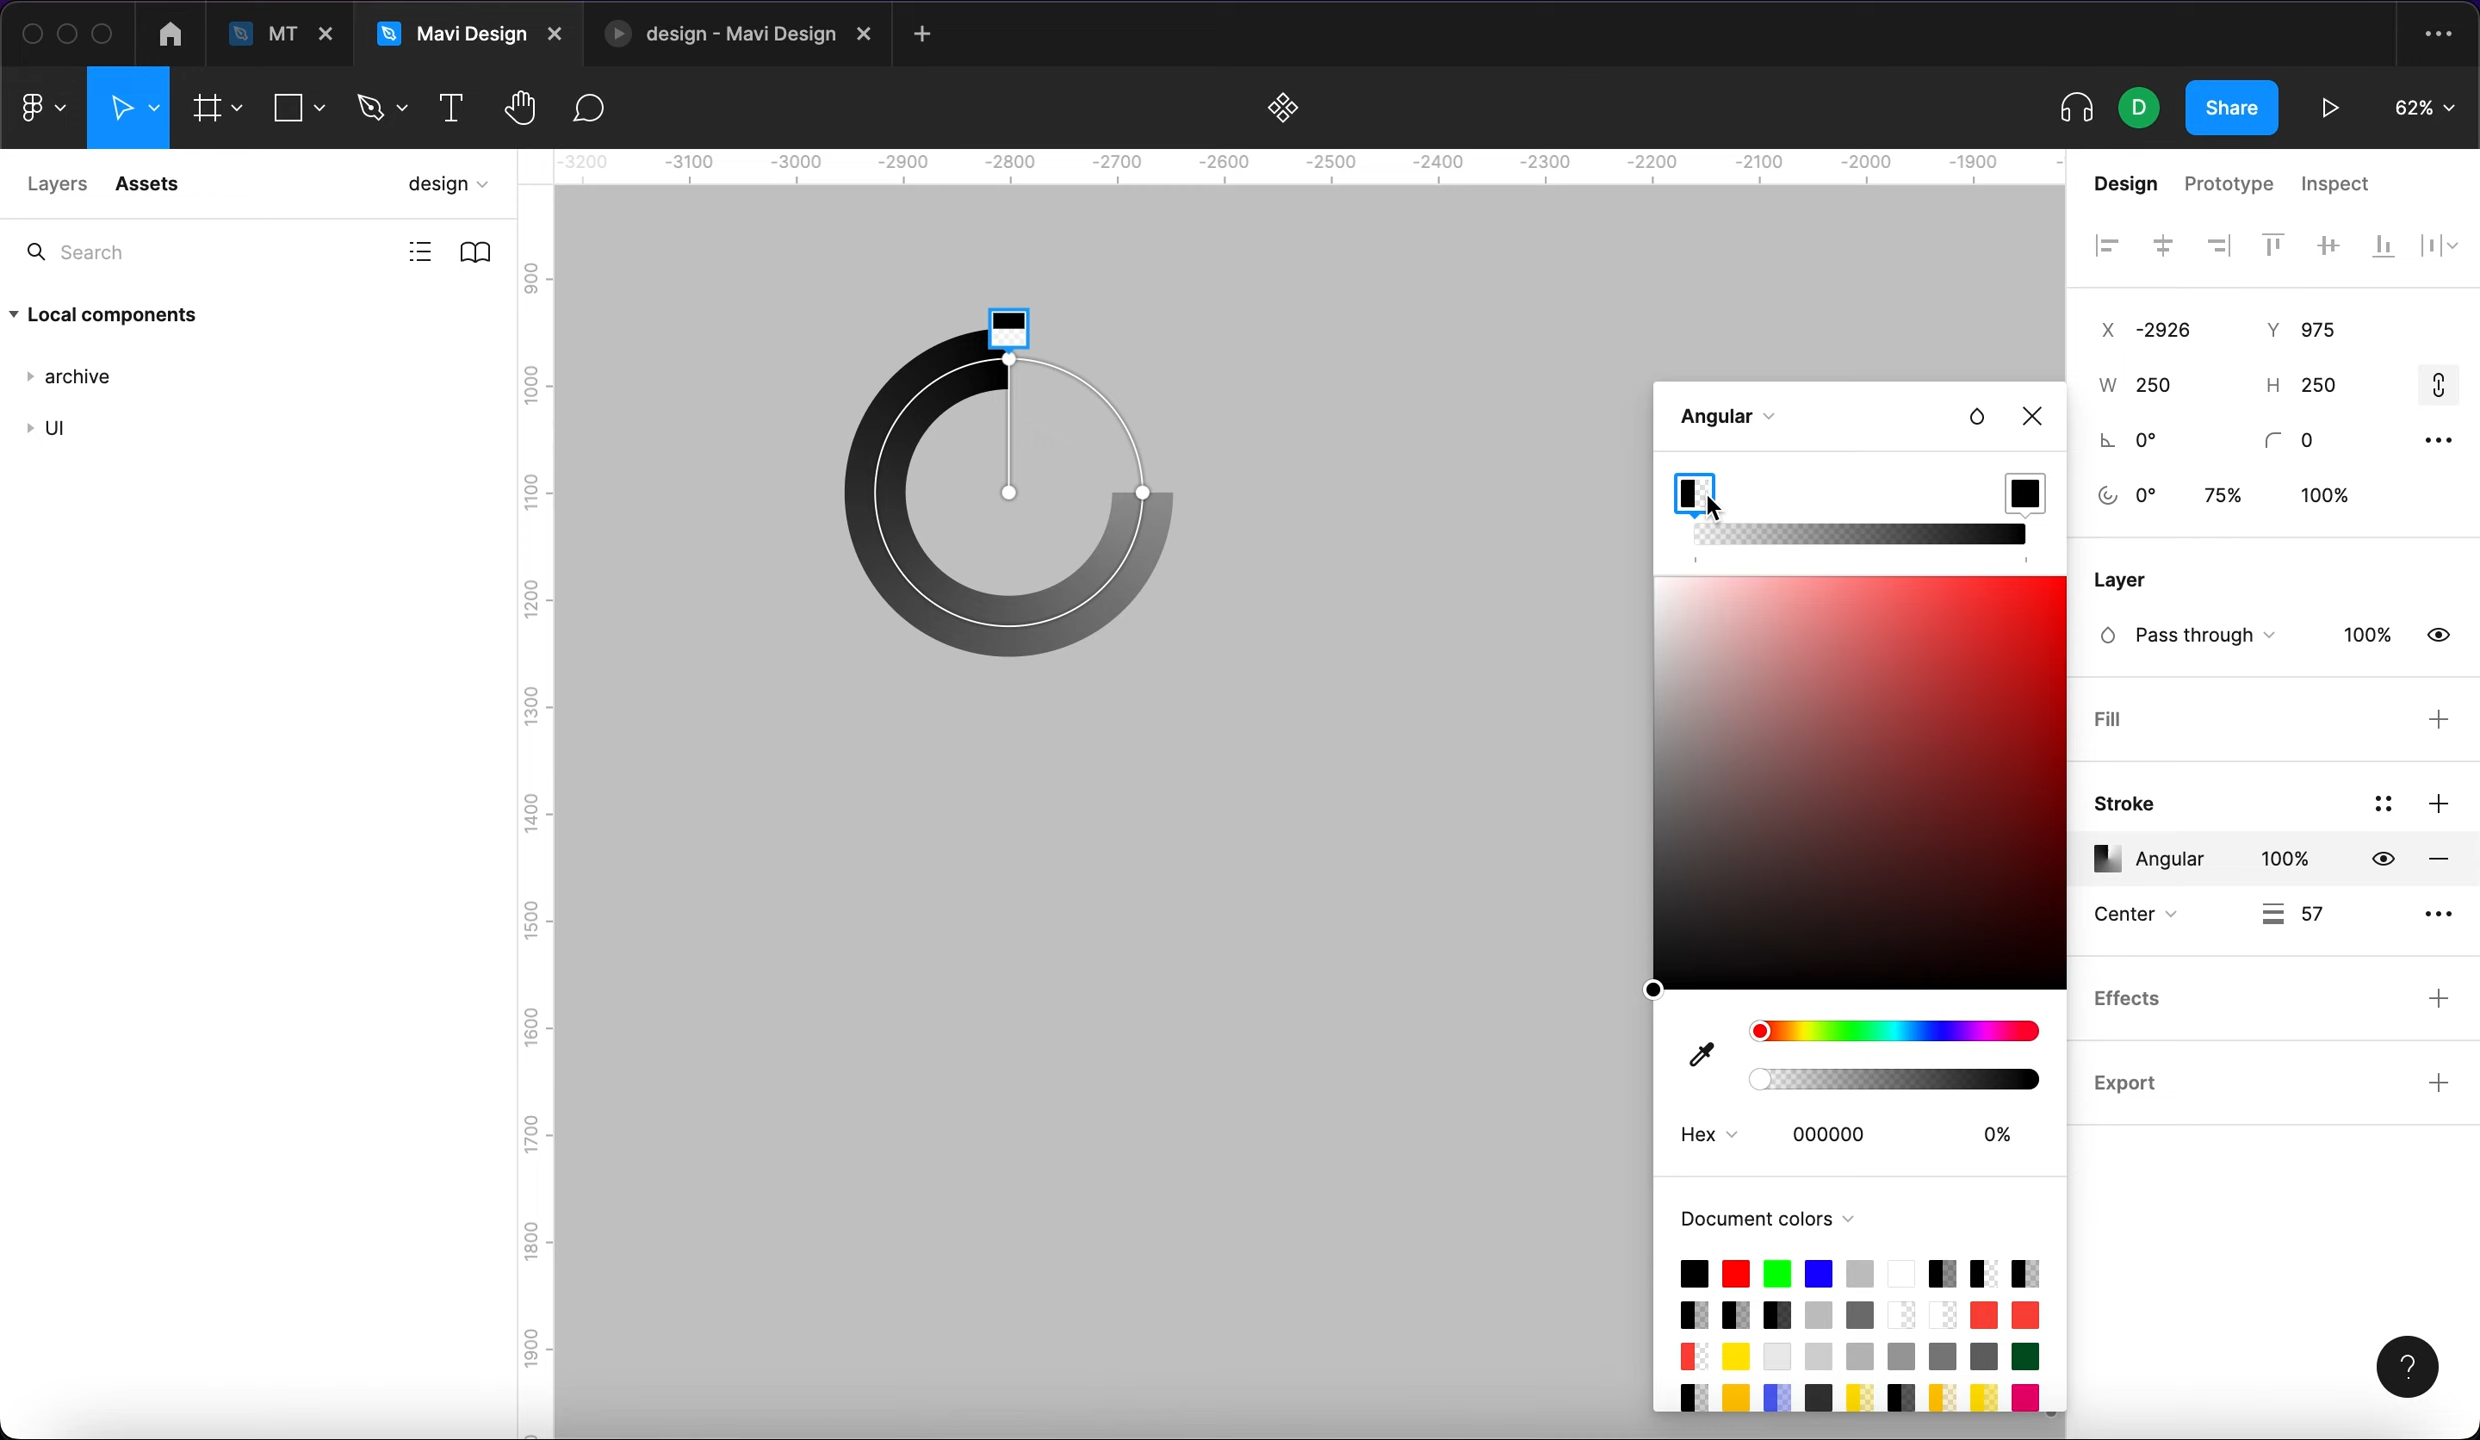 MT
Mavi Design
design - Mavi Design
D
Share
62%
Layers
Assets
design
Search
Local components
archive
UI
-3200
-3100
-3000
-2900
-2800
-2700
-2600
-2500
-2400
-2300
-2200
-2100
-2000
-1900
900
1000
1100
1200
1300
1400
1500
1600
1700
1800
1900
Angular
Hex
000000
0%
Document colors
Design
Prototype
Inspect
X -2926 Y 975
W 250 H 250
0° 0
0° 75% 100%
Layer
Pass through 100%
Fill
Stroke
Angular 100%
Center 57
Effects
Export
?